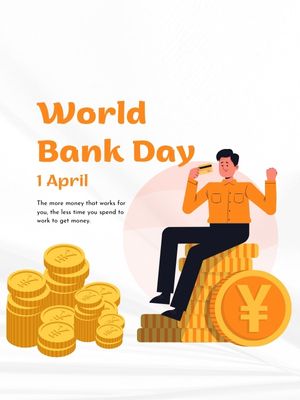 World
Bank Day
1 April
The more money that works for
you, the less time you spend to
work to get money.
¥